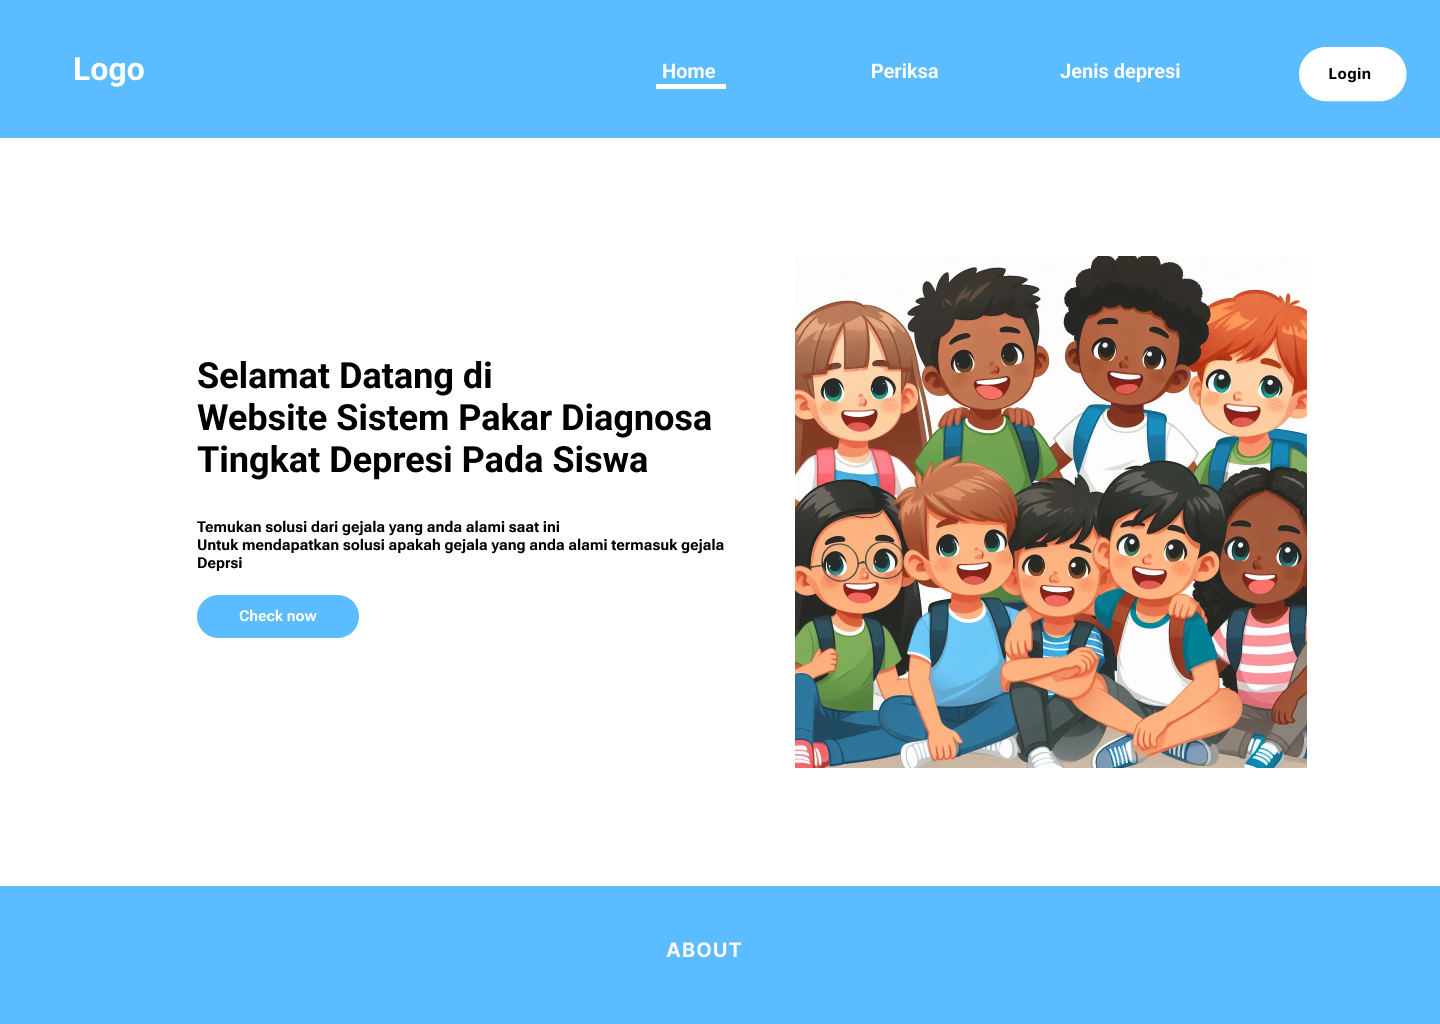 Logo
Home
Periksa
Jenis depresi
Login
Selamat Datang di
Website Sistem Pakar Diagnosa
Tingkat Depresi Pada Siswa
Temukan solusi dari gejala yang anda alami saat ini
Untuk mendapatkan solusi apakah gejala yang anda alami termasuk gejala
Deprsi
Check now
ABOUT